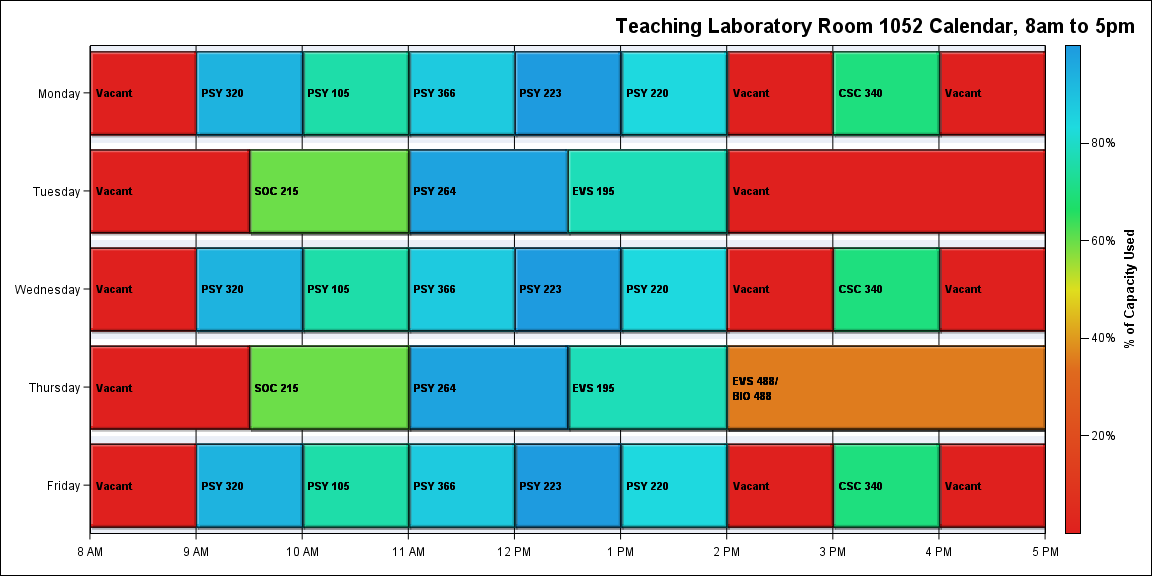 Teaching Laboratory Room 1052 Calendar, 8am to 5pm
Monday
Vacant
PSY 320
PSY 105
PSY 366
PSY 223
PSY 220
Vacant
CSC 340
Vacant
Tuesday
Vacant
SOC 215
PSY 264
EVS 195
Vacant
Wednesday
Vacant
PSY 320
PSY 105
PSY 366
PSY 223
PSY 220
Vacant
CSC 340
Vacant
Thursday
Vacant
SOC 215
PSY 264
EVS 195
EVS 488/
BIO 488
Friday
Vacant
PSY 320
PSY 105
PSY 366
PSY 223
PSY 220
Vacant
CSC 340
Vacant
8 AM
9 AM
10 AM
11 AM
12 PM
1 PM
2 PM
3 PM
4 PM
5 PM
80%
60%
40%
20%
% of Capacity Used